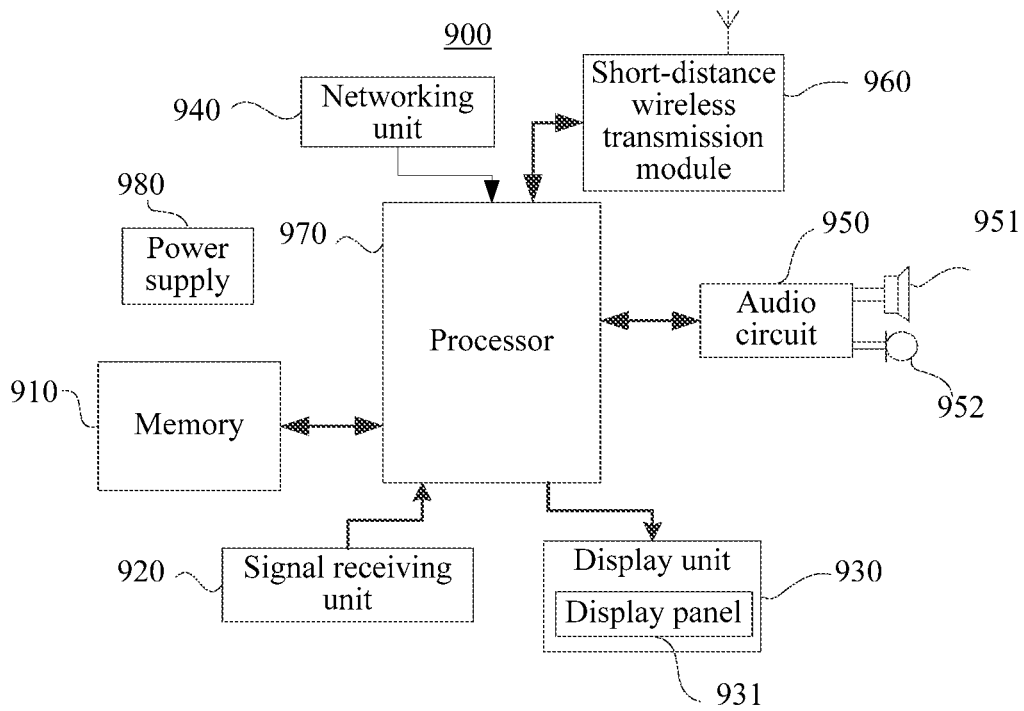 900
Networking
unit
940
Short-distance
wireless
transmission
module
960
980
Power
supply
970
Processor
950
951
Audio
circuit
952
910
Memory
920
Signal receiving
unit
Display unit
930
Display panel
931